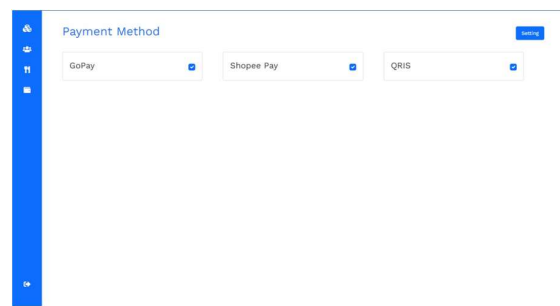 Payment Method
Setting
GoPay
Shopee Pay
QRIS